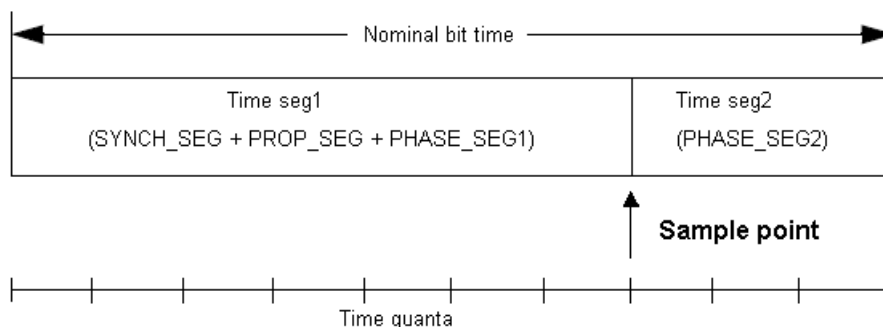 Nominal bit time
Time seg1
(SYNCH_SEG + PROP_SEG + PHASE_SEG1)
Time seg2
(PHASE_SEG2)
Sample point
Time quanta